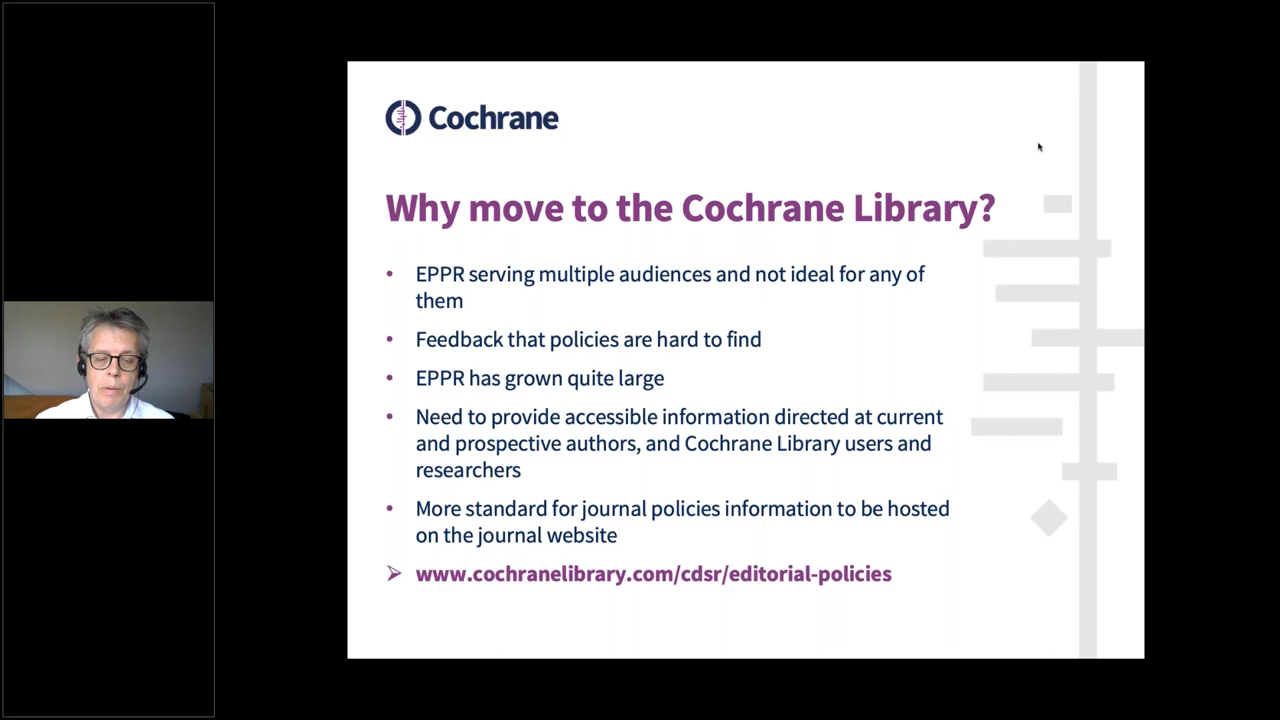 Cochrane
Why move to the Cochrane Library?
• EPPR serving multiple audiences and not ideal for any of
them
• Feedback that policies are hard to find
• EPPR has grown quite large
• Need to provide accessible information directed at current
and prospective authors, and Cochrane Library users and
researchers
• More standard for journal policies information to be hosted
on the journal website
➢ www.cochranelibrary.com/cdsr/editorial-policies